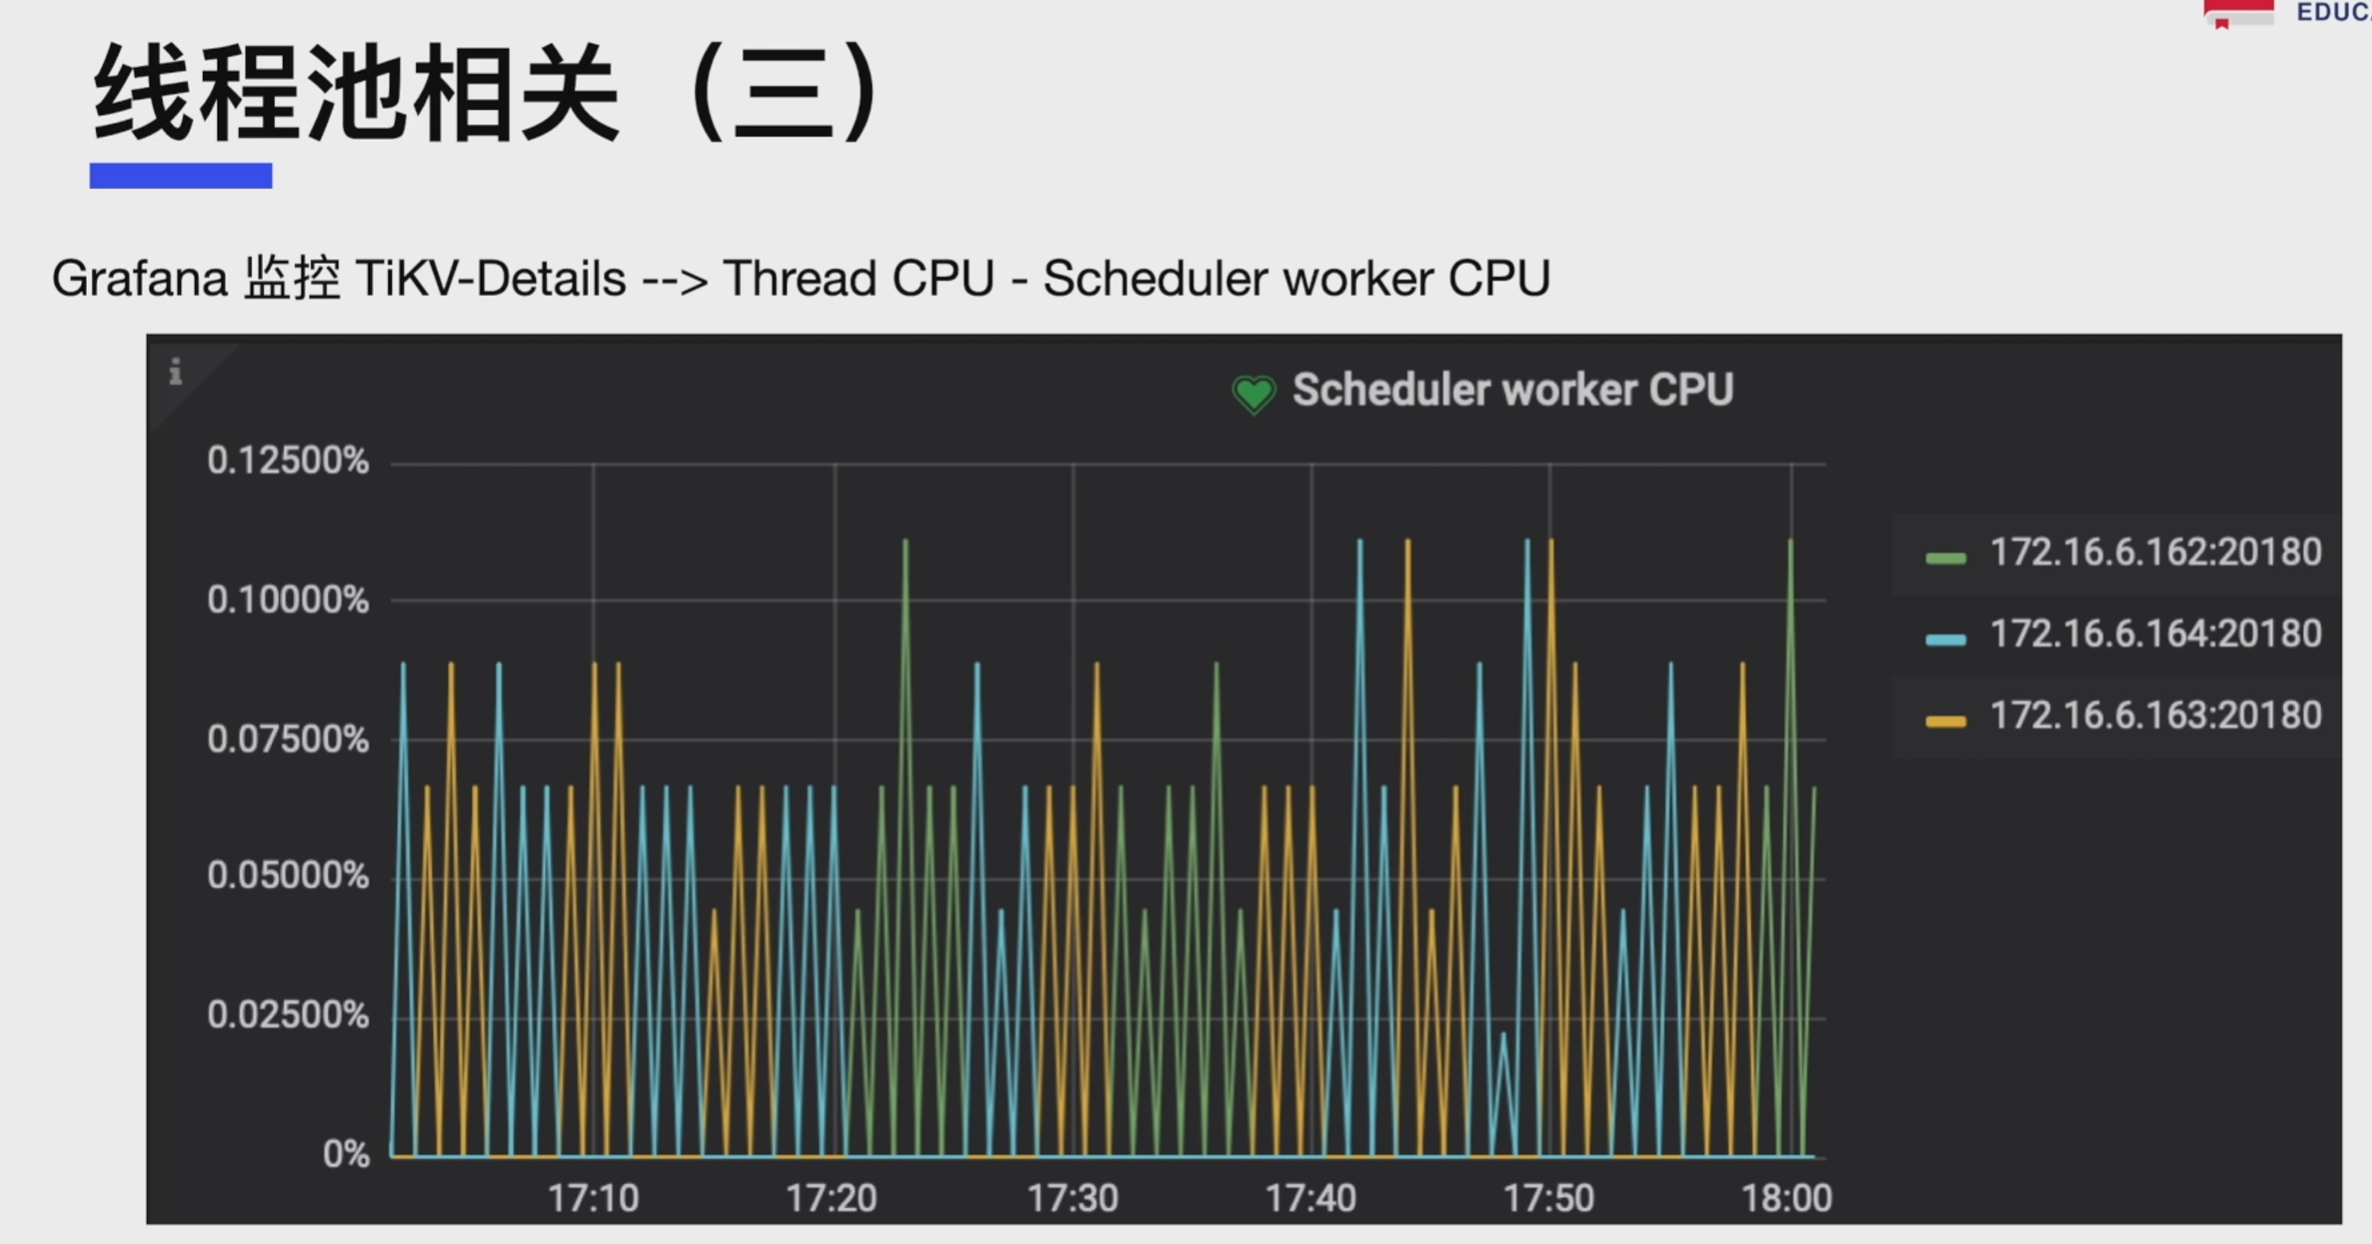 线程池相关（三）
Grafana 监控 TiKV-Details --> Thread CPU - Scheduler worker CPU
i
Scheduler worker CPU
0.12500%
0.10000%
0.07500%
0.05000%
0.02500%
0%
17:10 17:20 17:30 17:40 17:50 18:00
172.16.6.162:20180
172.16.6.164:20180
172.16.6.163:20180